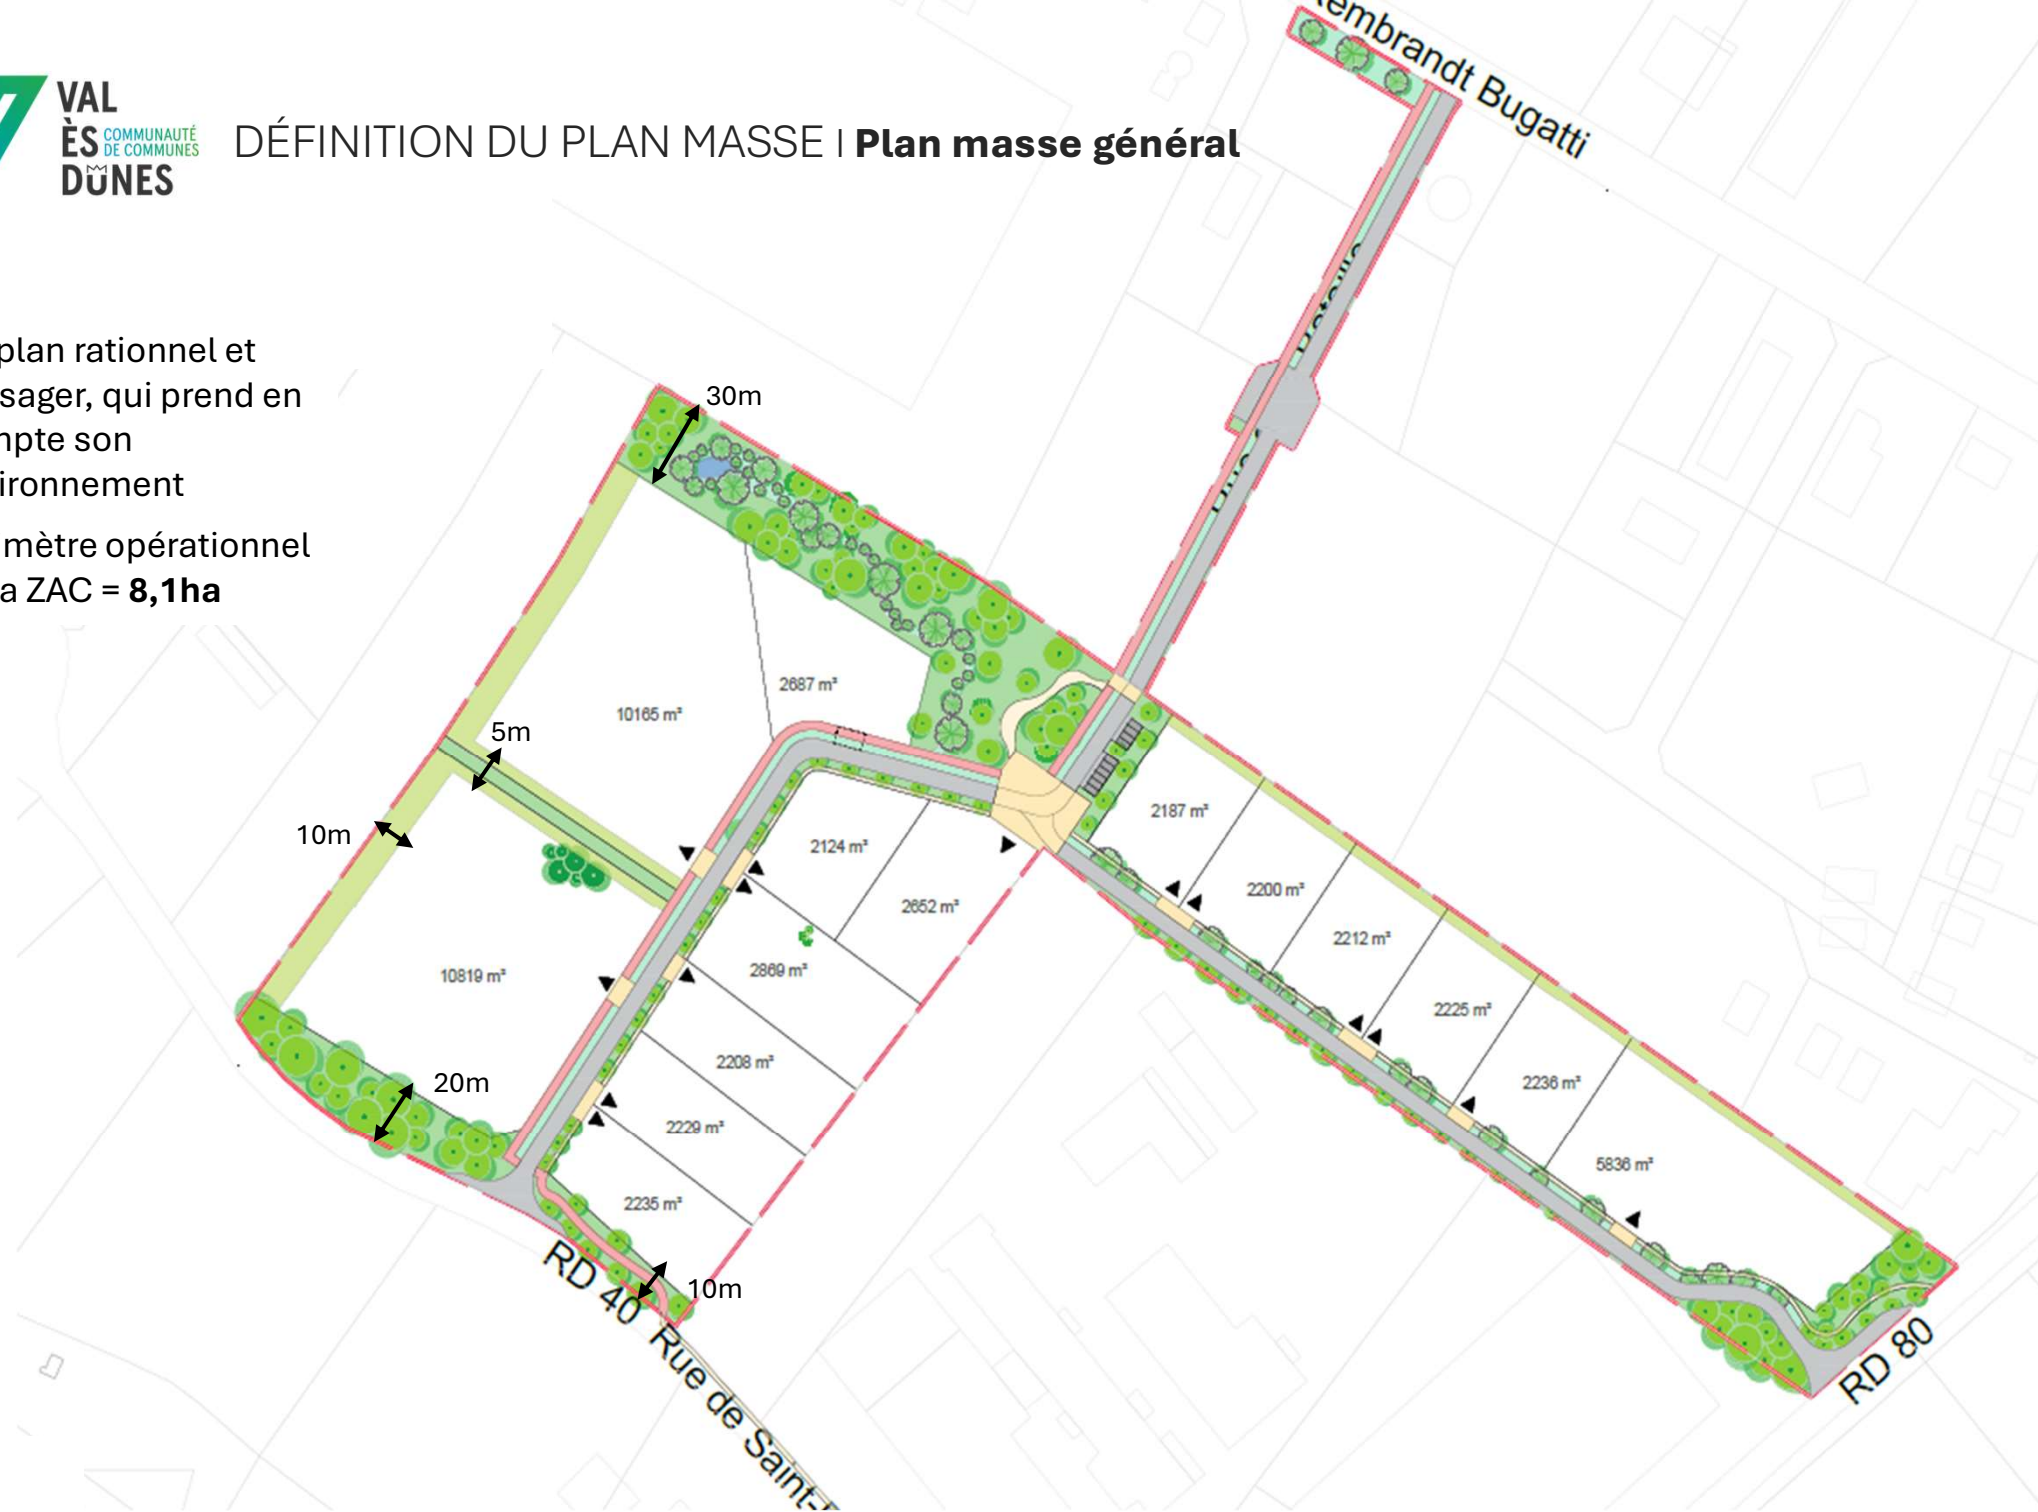 VAL
ÈS COMMUNAUTÉ
DE COMMUNES
DUNES
DÉFINITION DU PLAN MASSE I Plan masse général
embrandt Bugatti
plan rationnel et
sager, qui prend en
mpte son
ironnement
mètre opérationnel
a ZAC = 8,1ha
30m
5m
10m
20m
10m
10165 m²
2687 m²
10819 m²
2124 m²
2652 m²
2869 m²
2208 m²
2229 m²
2235 m²
2187 m²
2200 m²
2212 m²
2225 m²
2236 m²
5836 m²
RD 40
Rue de Saint-
RD 80